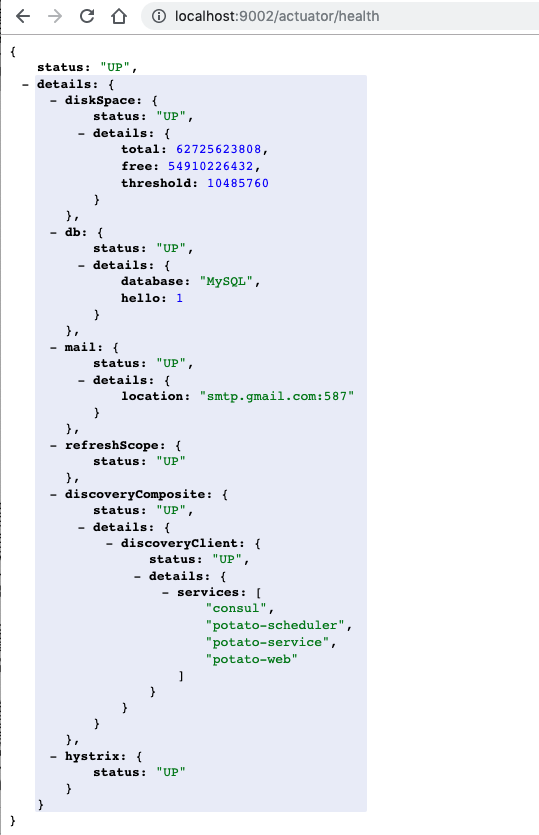 localhost:9002/actuator/health
{
    status: "UP",
  - details: {
      - diskSpace: {
            status: "UP",
          - details: {
                total: 62725623808,
                free: 54910226432,
                threshold: 10485760
            }
        },
      - db: {
            status: "UP",
          - details: {
                database: "MySQL",
                hello: 1
            }
        },
      - mail: {
            status: "UP",
          - details: {
                location: "smtp.gmail.com:587"
            }
        },
      - refreshScope: {
            status: "UP"
        },
      - discoveryComposite: {
            status: "UP",
          - details: {
              - discoveryClient: {
                    status: "UP",
                  - details: {
                      - services: [
                            "consul",
                            "potato-scheduler",
                            "potato-service",
                            "potato-web"
                        ]
                    }
                }
            }
        },
      - hystrix: {
            status: "UP"
        }
    }
}